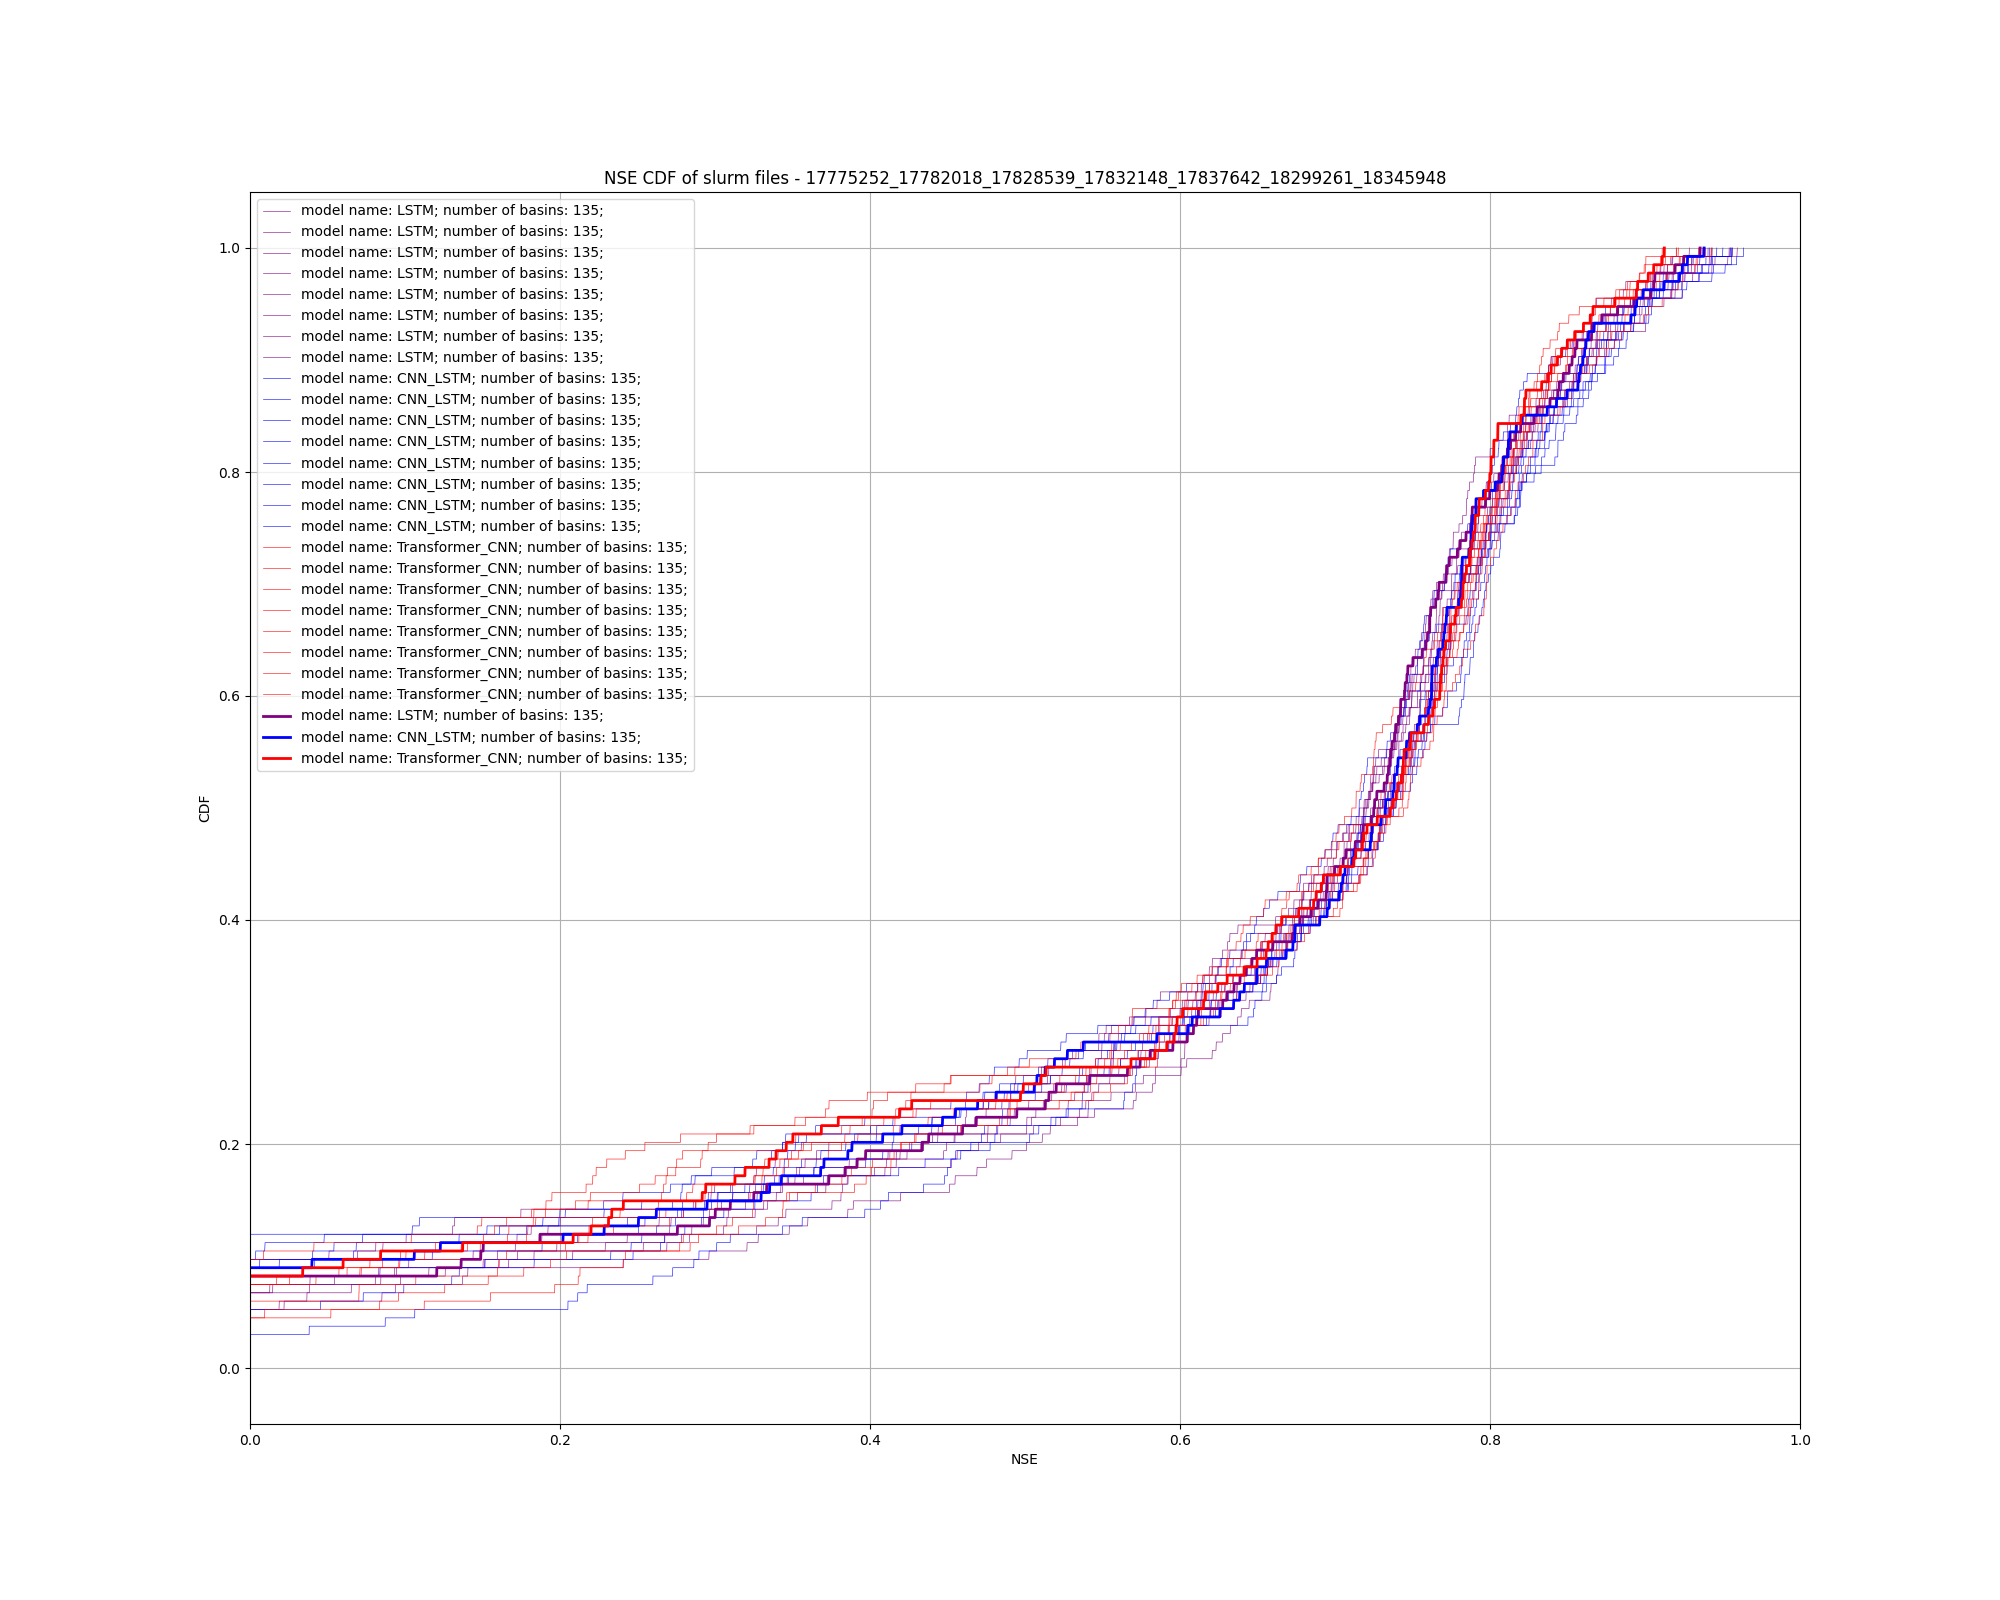 NSE CDF of slurm files - 17775252_17782018_17828539_17832148_17837642_18299261_18345948
model name: LSTM; number of basins: 135;
model name: LSTM; number of basins: 135;
model name: LSTM; number of basins: 135;
model name: LSTM; number of basins: 135;
model name: LSTM; number of basins: 135;
model name: LSTM; number of basins: 135;
model name: LSTM; number of basins: 135;
model name: LSTM; number of basins: 135;
model name: CNN_LSTM; number of basins: 135;
model name: CNN_LSTM; number of basins: 135;
model name: CNN_LSTM; number of basins: 135;
model name: CNN_LSTM; number of basins: 135;
model name: CNN_LSTM; number of basins: 135;
model name: CNN_LSTM; number of basins: 135;
model name: CNN_LSTM; number of basins: 135;
model name: CNN_LSTM; number of basins: 135;
model name: Transformer_CNN; number of basins: 135;
model name: Transformer_CNN; number of basins: 135;
model name: Transformer_CNN; number of basins: 135;
model name: Transformer_CNN; number of basins: 135;
model name: Transformer_CNN; number of basins: 135;
model name: Transformer_CNN; number of basins: 135;
model name: Transformer_CNN; number of basins: 135;
model name: Transformer_CNN; number of basins: 135;
model name: LSTM; number of basins: 135;
model name: CNN_LSTM; number of basins: 135;
model name: Transformer_CNN; number of basins: 135;
1.0
0.8
0.6
0.4
0.2
0.0
CDF
0.0 0.2 0.4 0.6 0.8 1.0
NSE